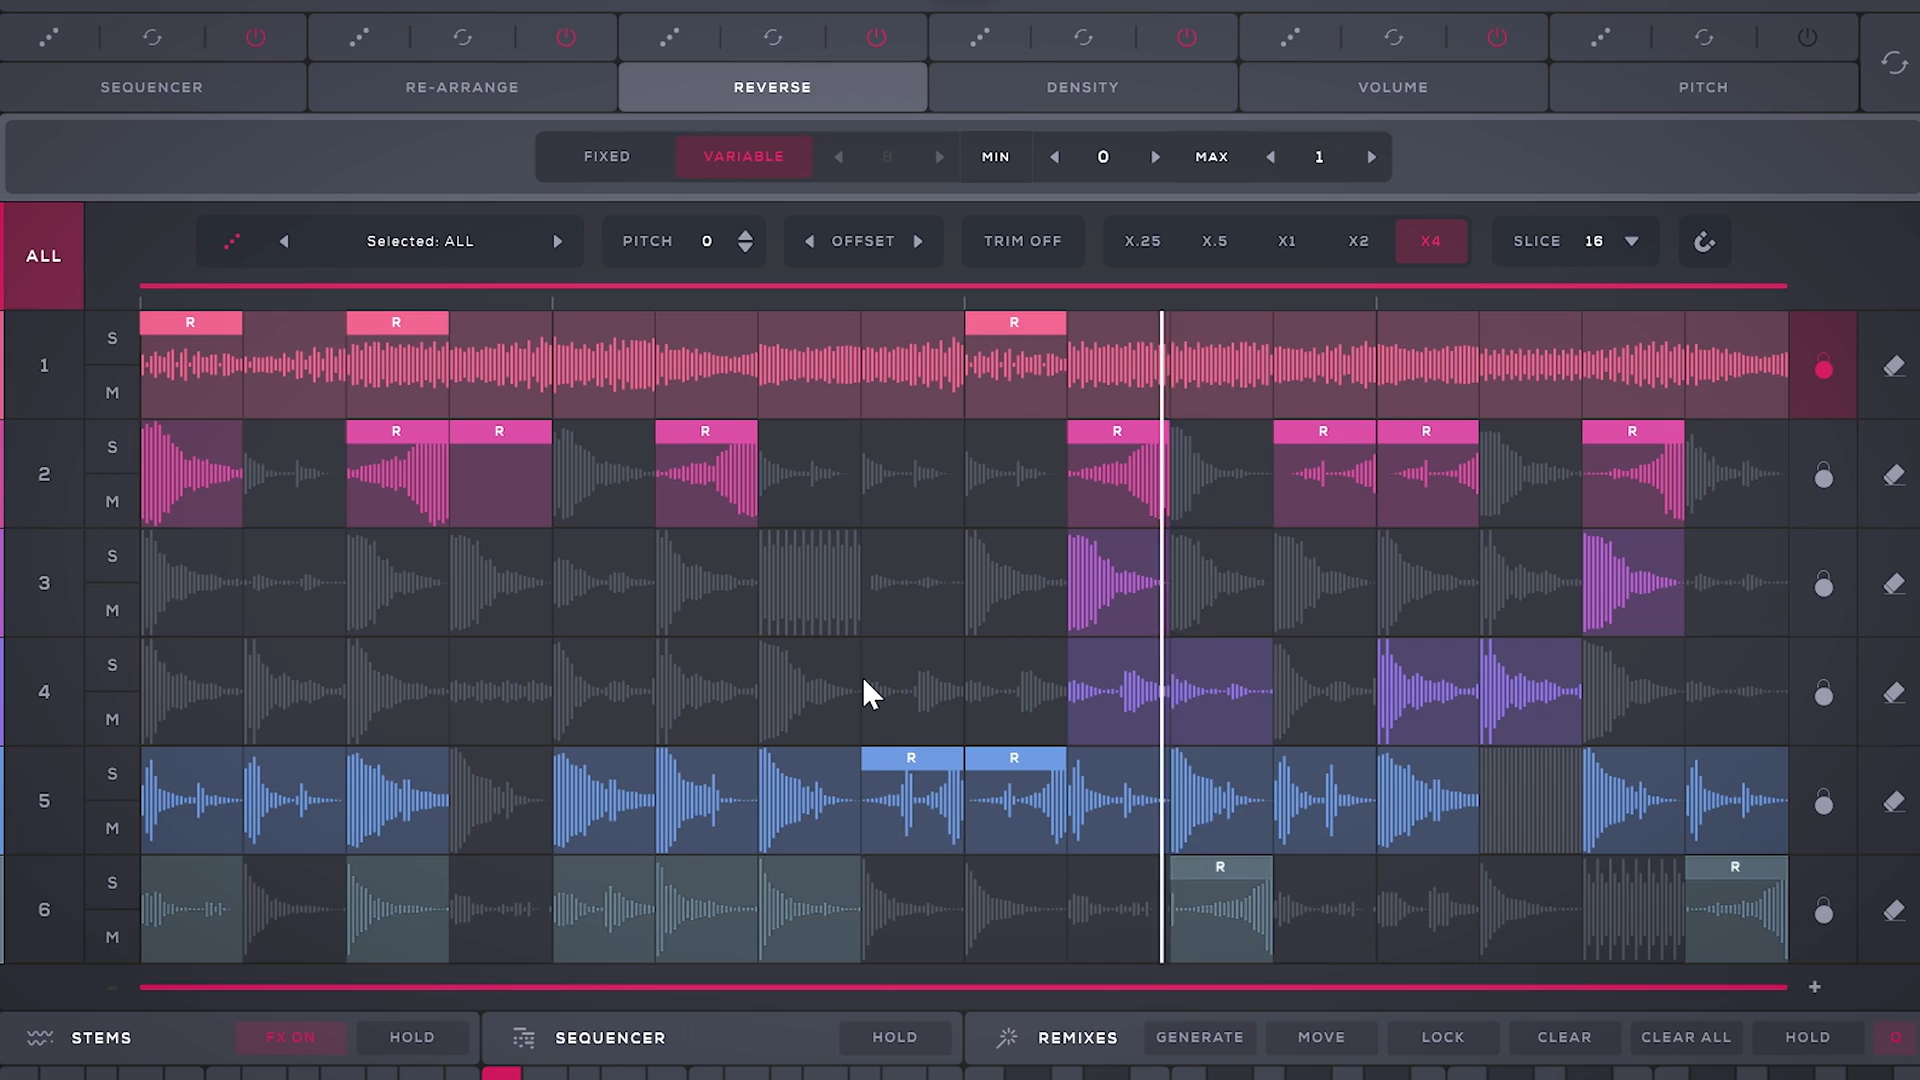 SEQUENCER RE-ARRANGE REVERSE DENSITY VOLUME PITCH
FIXED VARIABLE 8 MIN 0 MAX 1
ALL Selected: ALL PITCH 0 OFFSET TRIM OFF X.25 X.5 X1 X2 X4 SLICE 16
R R R
1 S M
R R R R R R R
2 S M
3 S M
4 S M
R R
5 S M
R R
6 S M
- +
STEMS FX ON HOLD SEQUENCER HOLD REMIXES GENERATE MOVE LOCK CLEAR CLEAR ALL HOLD Q